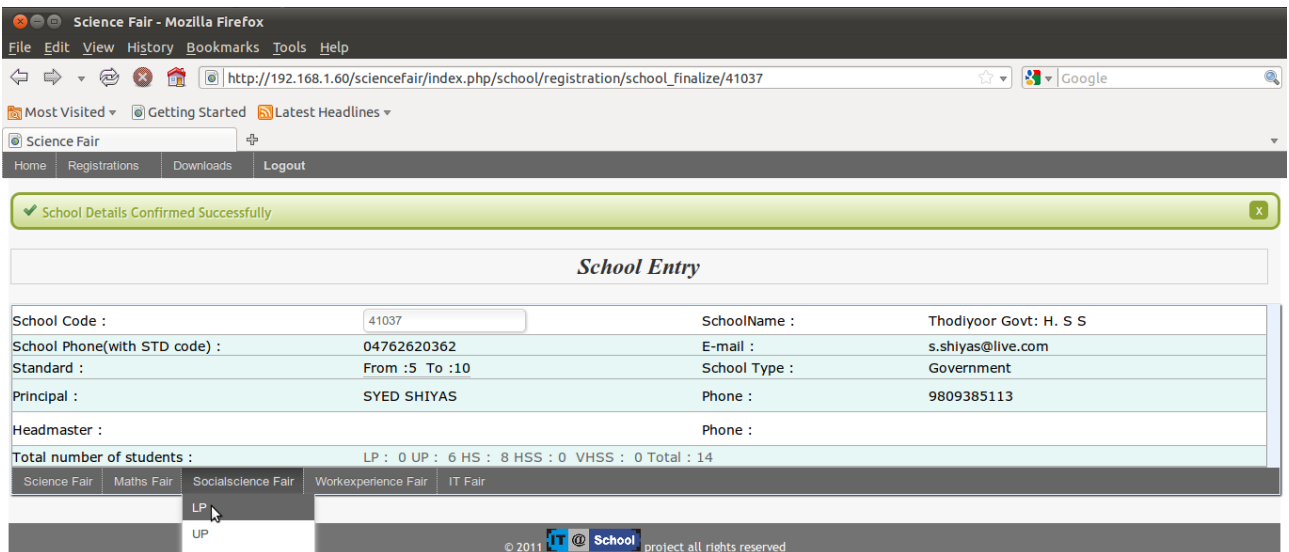 Science Fair - Mozilla Firefox
File Edit View History Bookmarks Tools Help
http://192.168.1.60/sciencefair/index.php/school/registration/school_finalize/41037 Google
Most Visited Getting Started Latest Headlines
Science Fair
Home Registrations Downloads Logout
School Details Confirmed Successfully X
School Entry
School Code : 41037 SchoolName : Thodiyoor Govt: H. S S
School Phone(with STD code) : 04762620362 E-mail : s.shiyas@live.com
Standard : From :5 To :10 School Type : Government
Principal : SYED SHIYAS Phone : 9809385113
Headmaster : Phone :
Total number of students : LP : 0 UP : 6 HS : 8 HSS : 0 VHSS : 0 Total : 14
Science Fair Maths Fair Socialscience Fair Workexperience Fair IT Fair
LP
UP
© 2011 IT @ School project all rights reserved